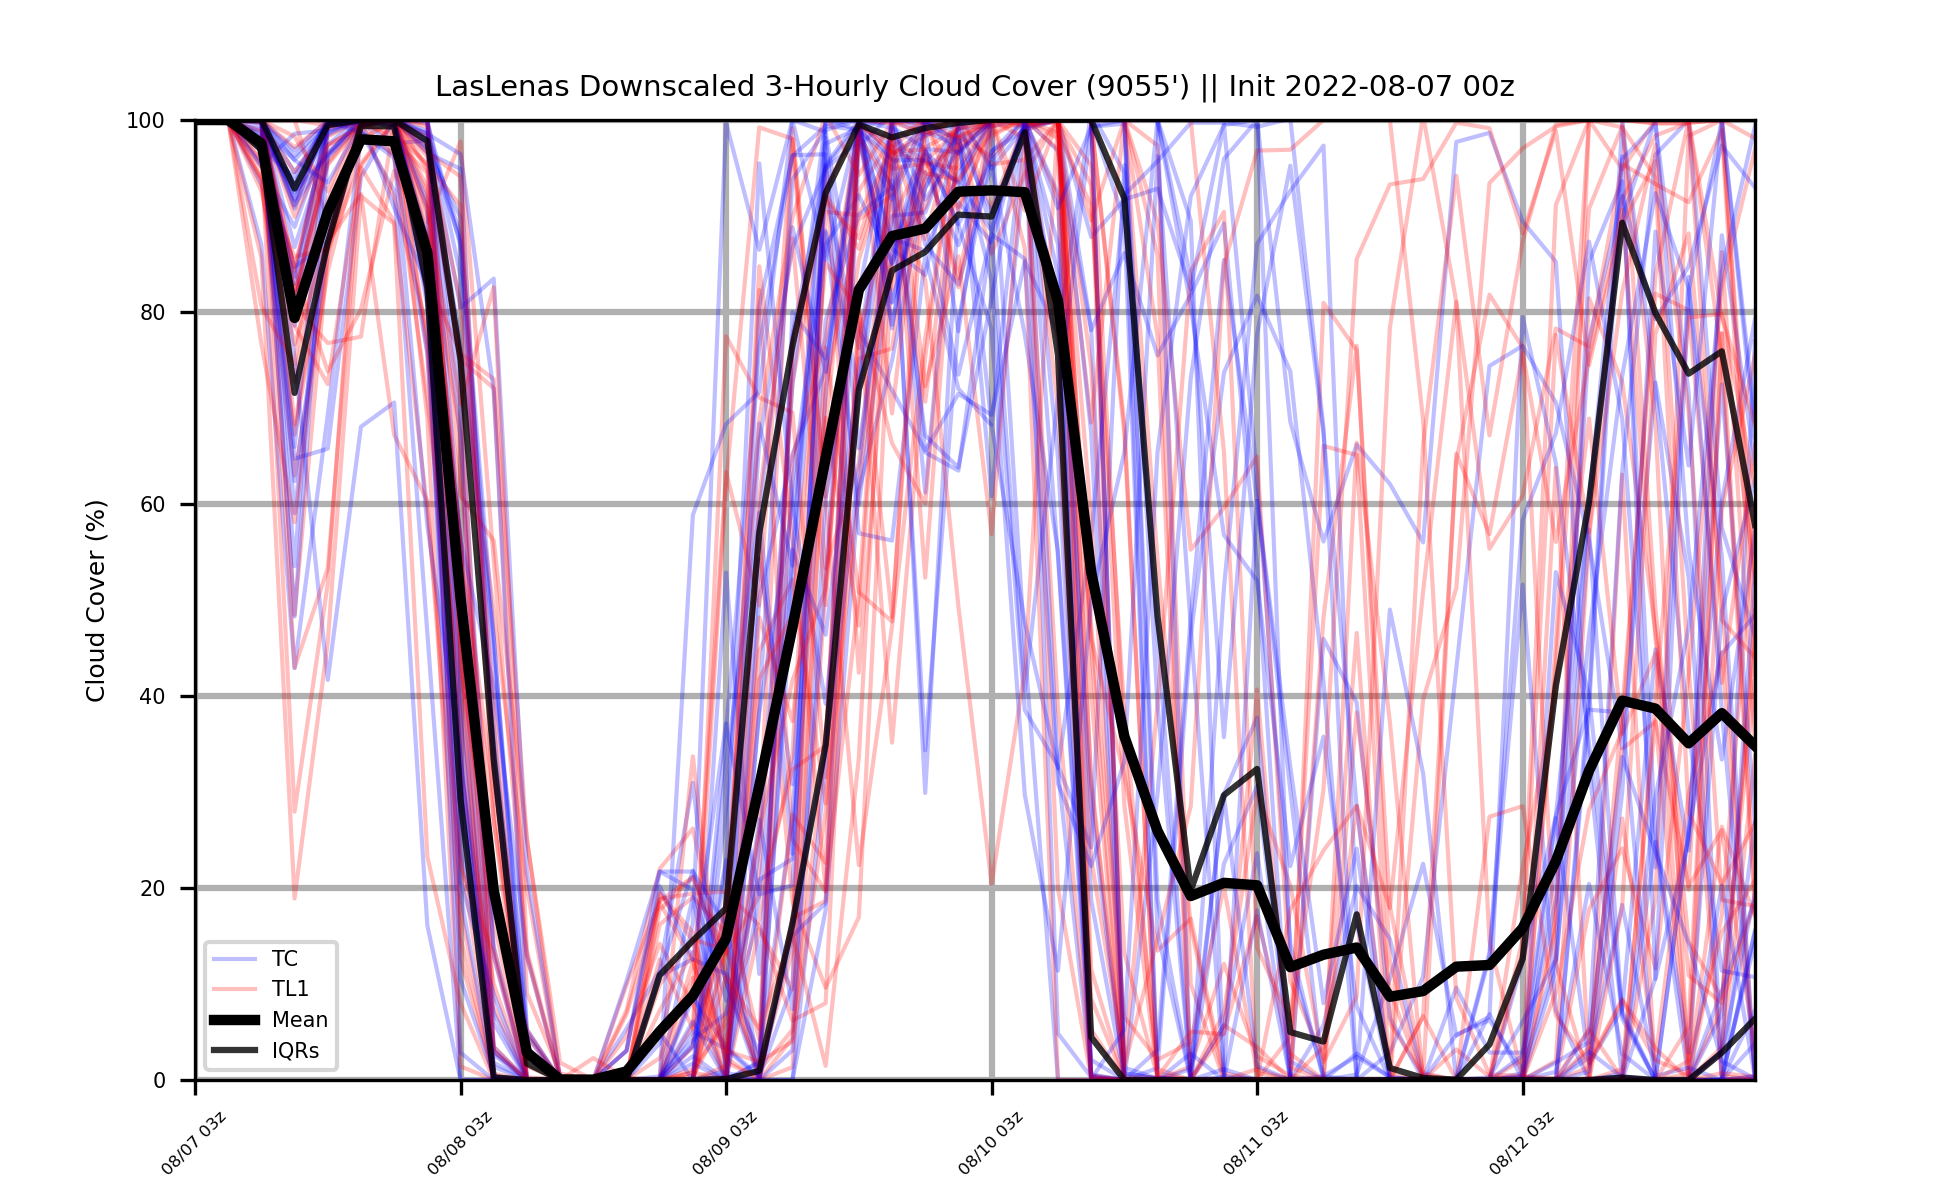 LasLenas Downscaled 3-Hourly Cloud Cover (9055') || Init 2022-08-07 00z
Cloud Cover (%)
100
80
60
40
20
0
TC
TL1
Mean
IQRs
08/07 03z
08/08 03z
08/09 03z
08/10 03z
08/11 03z
08/12 03z